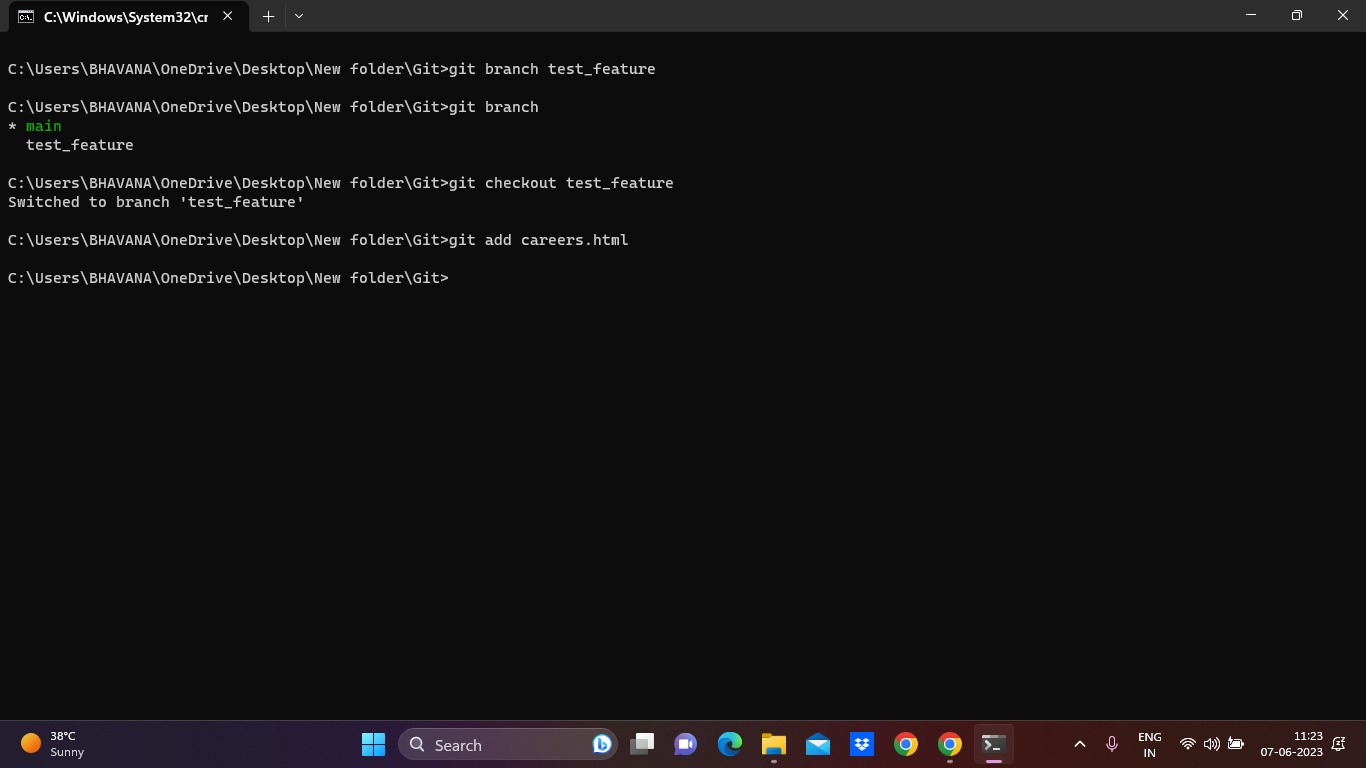 C:\Windows\System32\cr
C:\Users\BHAVANA\OneDrive\Desktop\New folder\Git>git branch test_feature
C:\Users\BHAVANA\OneDrive\Desktop\New folder\Git>git branch
* main
test_feature
C:\Users\BHAVANA\OneDrive\Desktop\New folder\Git>git checkout test_feature
Switched to branch 'test_feature'
C:\Users\BHAVANA\OneDrive\Desktop\New folder\Git>git add careers.html
C:\Users\BHAVANA\OneDrive\Desktop\New folder\Git>
38°C
Sunny
Search
ENG
IN
11:23
07-06-2023